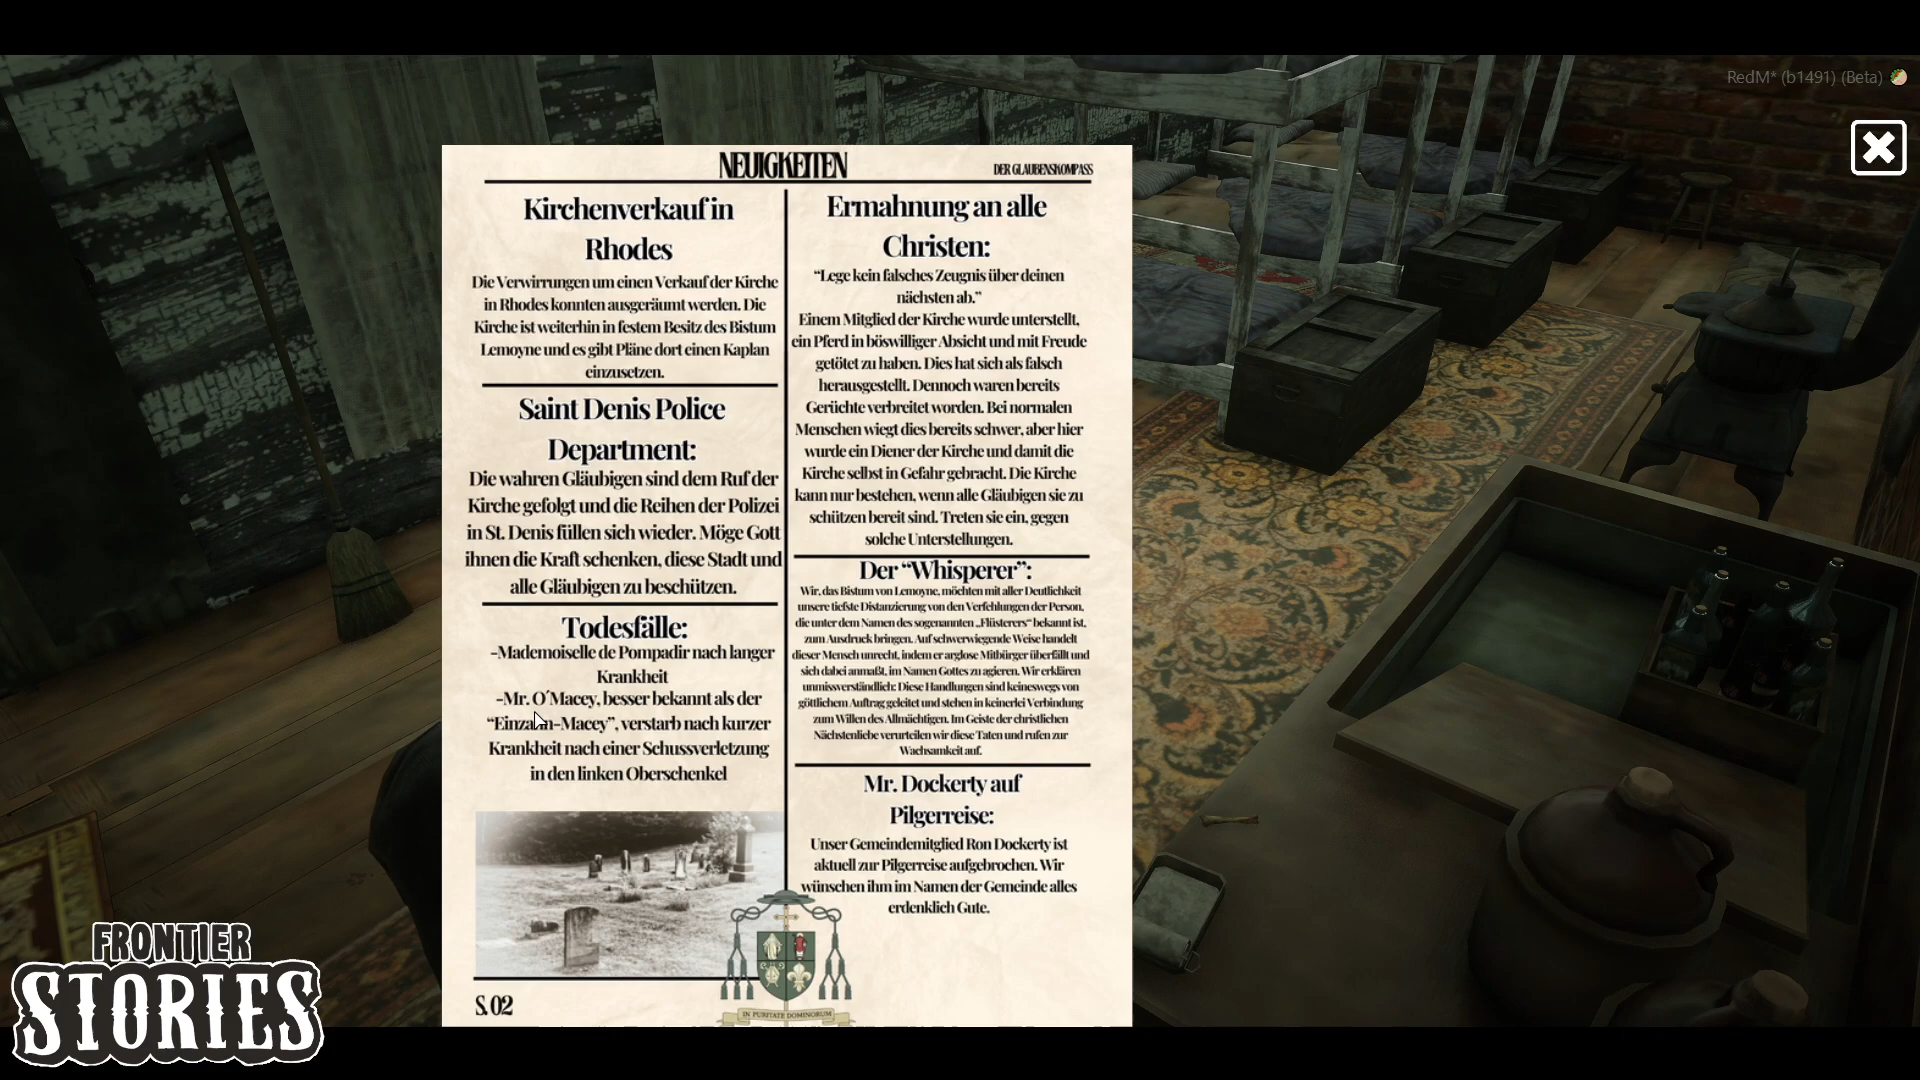 RedM* (b1491) (Beta)
NEUIGKEITEN
DER GLAUBENSKOMPASS
Kirchenverkauf in
Rhodes
Die Verwirrungen um einen Verkauf der Kirche
in Rhodes konnten ausgeräumt werden. Die
Kirche ist weiterhin in festem Besitz des Bistum
Lemoyne und es gibt Pläne dort einen Kaplan
einzusetzen.
Saint Denis Police
Department:
Die wahren Gläubigen sind dem Ruf der
Kirche gefolgt und die Reihen der Polizei
in St. Denis füllen sich wieder. Möge Gott
ihnen die Kraft schenken, diese Stadt und
alle Gläubigen zu beschützen.
Todesfälle:
-Mademoiselle de Pompadir nach langer
Krankheit
-Mr. O´Macey, besser bekannt als der
“Einzahn-Macey”, verstarb nach kurzer
Krankheit nach einer Schussverletzung
in den linken Oberschenkel
S. 02
Ermahnung an alle
Christen:
“Lege kein falsches Zeugnis über deinen
nächsten ab.”
Einem Mitglied der Kirche wurde unterstellt,
ein Pferd in böswilliger Absicht und mit Freude
getötet zu haben. Dies hat sich als falsch
herausgestellt. Dennoch waren bereits
Gerüchte verbreitet worden. Bei normalen
Menschen wiegt dies bereits schwer, aber hier
wurde ein Diener der Kirche und damit die
Kirche selbst in Gefahr gebracht. Die Kirche
kann nur bestehen, wenn alle Gläubigen sie zu
schützen bereit sind. Treten sie ein, gegen
solche Unterstellungen.
Der “Whisperer”:
Wir, das Bistum von Lemoyne, möchten mit aller Deutlichkeit
unsere tiefste Distanzierung von den Verfehlungen der Person,
die unter dem Namen des sogenannten „Flüsterers“ bekannt ist,
zum Ausdruck bringen. Auf schwerwiegende Weise handelt
dieser Mensch unrecht, indem er arglose Mitbürger überfällt und
sich dabei anmaßt, im Namen Gottes zu agieren. Wir erklären
unmissverständlich: Diese Handlungen sind keineswegs von
göttlichem Auftrag geleitet und stehen in keinerlei Verbindung
zum Willen des Allmächtigen. Im Geiste der christlichen
Nächstenliebe verurteilen wir diese Taten und rufen zur
Wachsamkeit auf.
Mr. Dockerty auf
Pilgerreise:
Unser Gemeindemitglied Ron Dockerty ist
aktuell zur Pilgerreise aufgebrochen. Wir
wünschen ihm im Namen der Gemeinde alles
erdenklich Gute.
IN PURITATE DOMINORUM
FRONTIER
STORIES